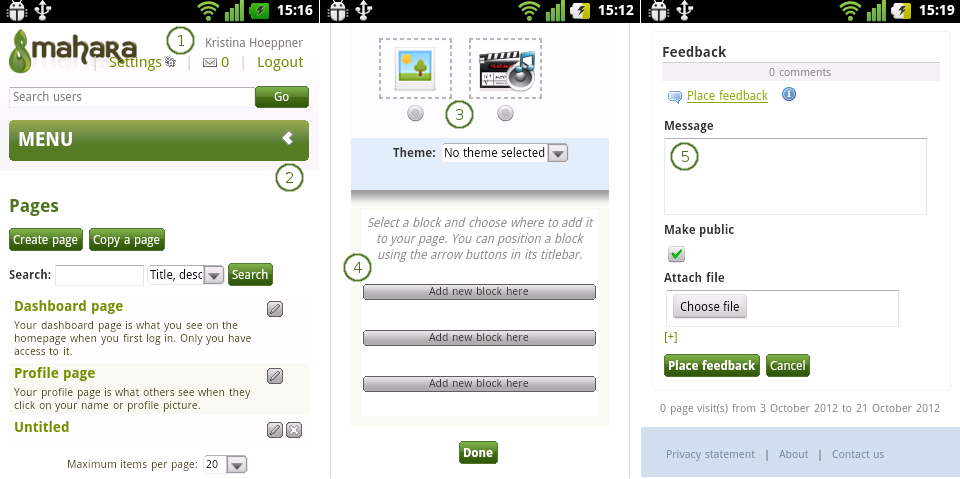 15:16
mahara
1
Kristina Hoeppner
Settings | 0 | Logout
Search users
Go
MENU
2
Pages
Create page
Copy a page
Search:
Title, desc
Search
Dashboard page
Your dashboard page is what you see on the
homepage when you first log in. Only you have
access to it.
Profile page
Your profile page is what others see when they
click on your name or profile picture.
Untitled
Maximum items per page: 20
15:12
3
Theme: No theme selected
Select a block and choose where to add it
to your page. You can position a block
using the arrow buttons in its titlebar.
4
Add new block here
Add new block here
Add new block here
Done
15:19
Feedback
0 comments
Place feedback
Message
5
Make public
Attach file
Choose file
[+]
Place feedback
Cancel
0 page visit(s) from 3 October 2012 to 21 October 2012
Privacy statement | About | Contact us